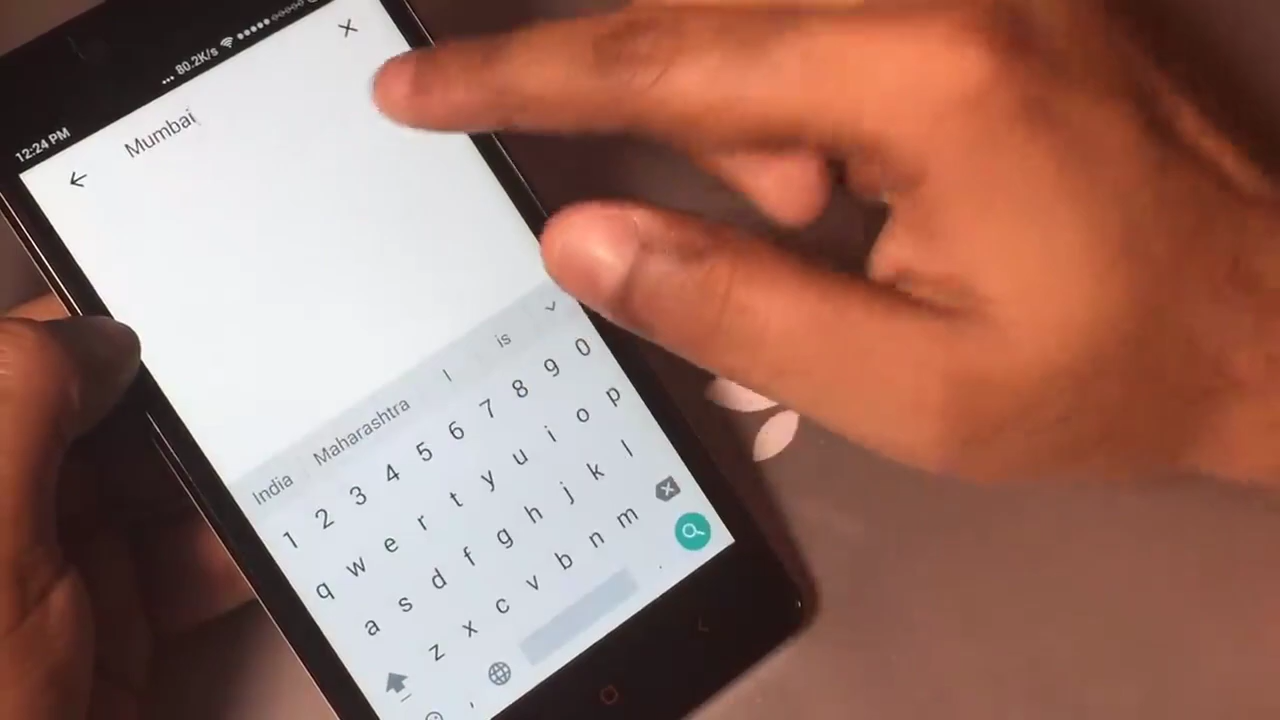 12:24 PM ... 80.2K/s
Mumbai
India Maharashtra I is
1 2 3 4 5 6 7 8 9 0
q w e r t y u i o p
a s d f g h j k l
z x c v b n m
, .